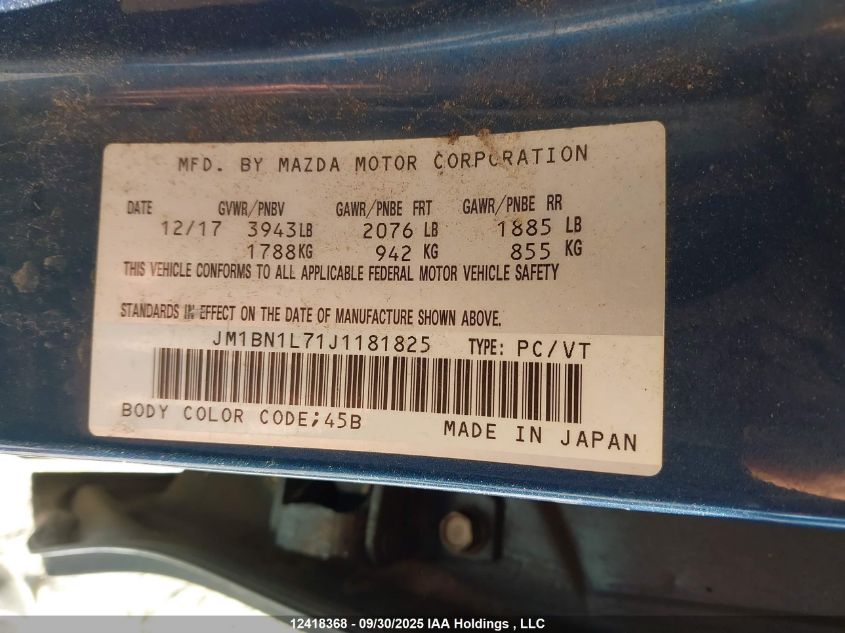 MFD. BY MAZDA MOTOR CORPORATION
DATE GVWR/PNBV GAWR/PNBE FRT GAWR/PNBE RR
12/17 3943LB 2076 LB 1885 LB
1788KG 942 KG 855 KG
THIS VEHICLE CONFORMS TO ALL APPLICABLE FEDERAL MOTOR VEHICLE SAFETY
STANDARDS IN EFFECT ON THE DATE OF MANUFACTURE SHOWN ABOVE.
JM1BN1L71J1181825 TYPE: PC/VT
BODY COLOR CODE;45B
MADE IN JAPAN
12418368 - 09/30/2025 IAA Holdings , LLC